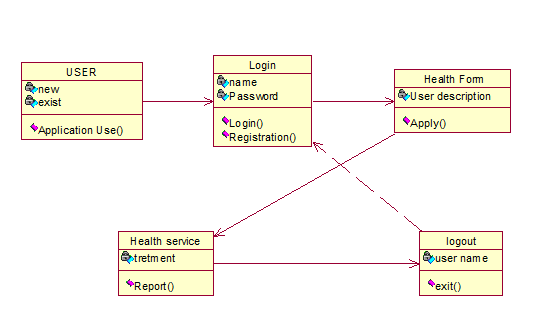 USER
new
exist
Application Use()
Login
name
Password
Login()
Registration()
Health Form
User description
Apply()
Health service
tretment
Report()
logout
user name
exit()